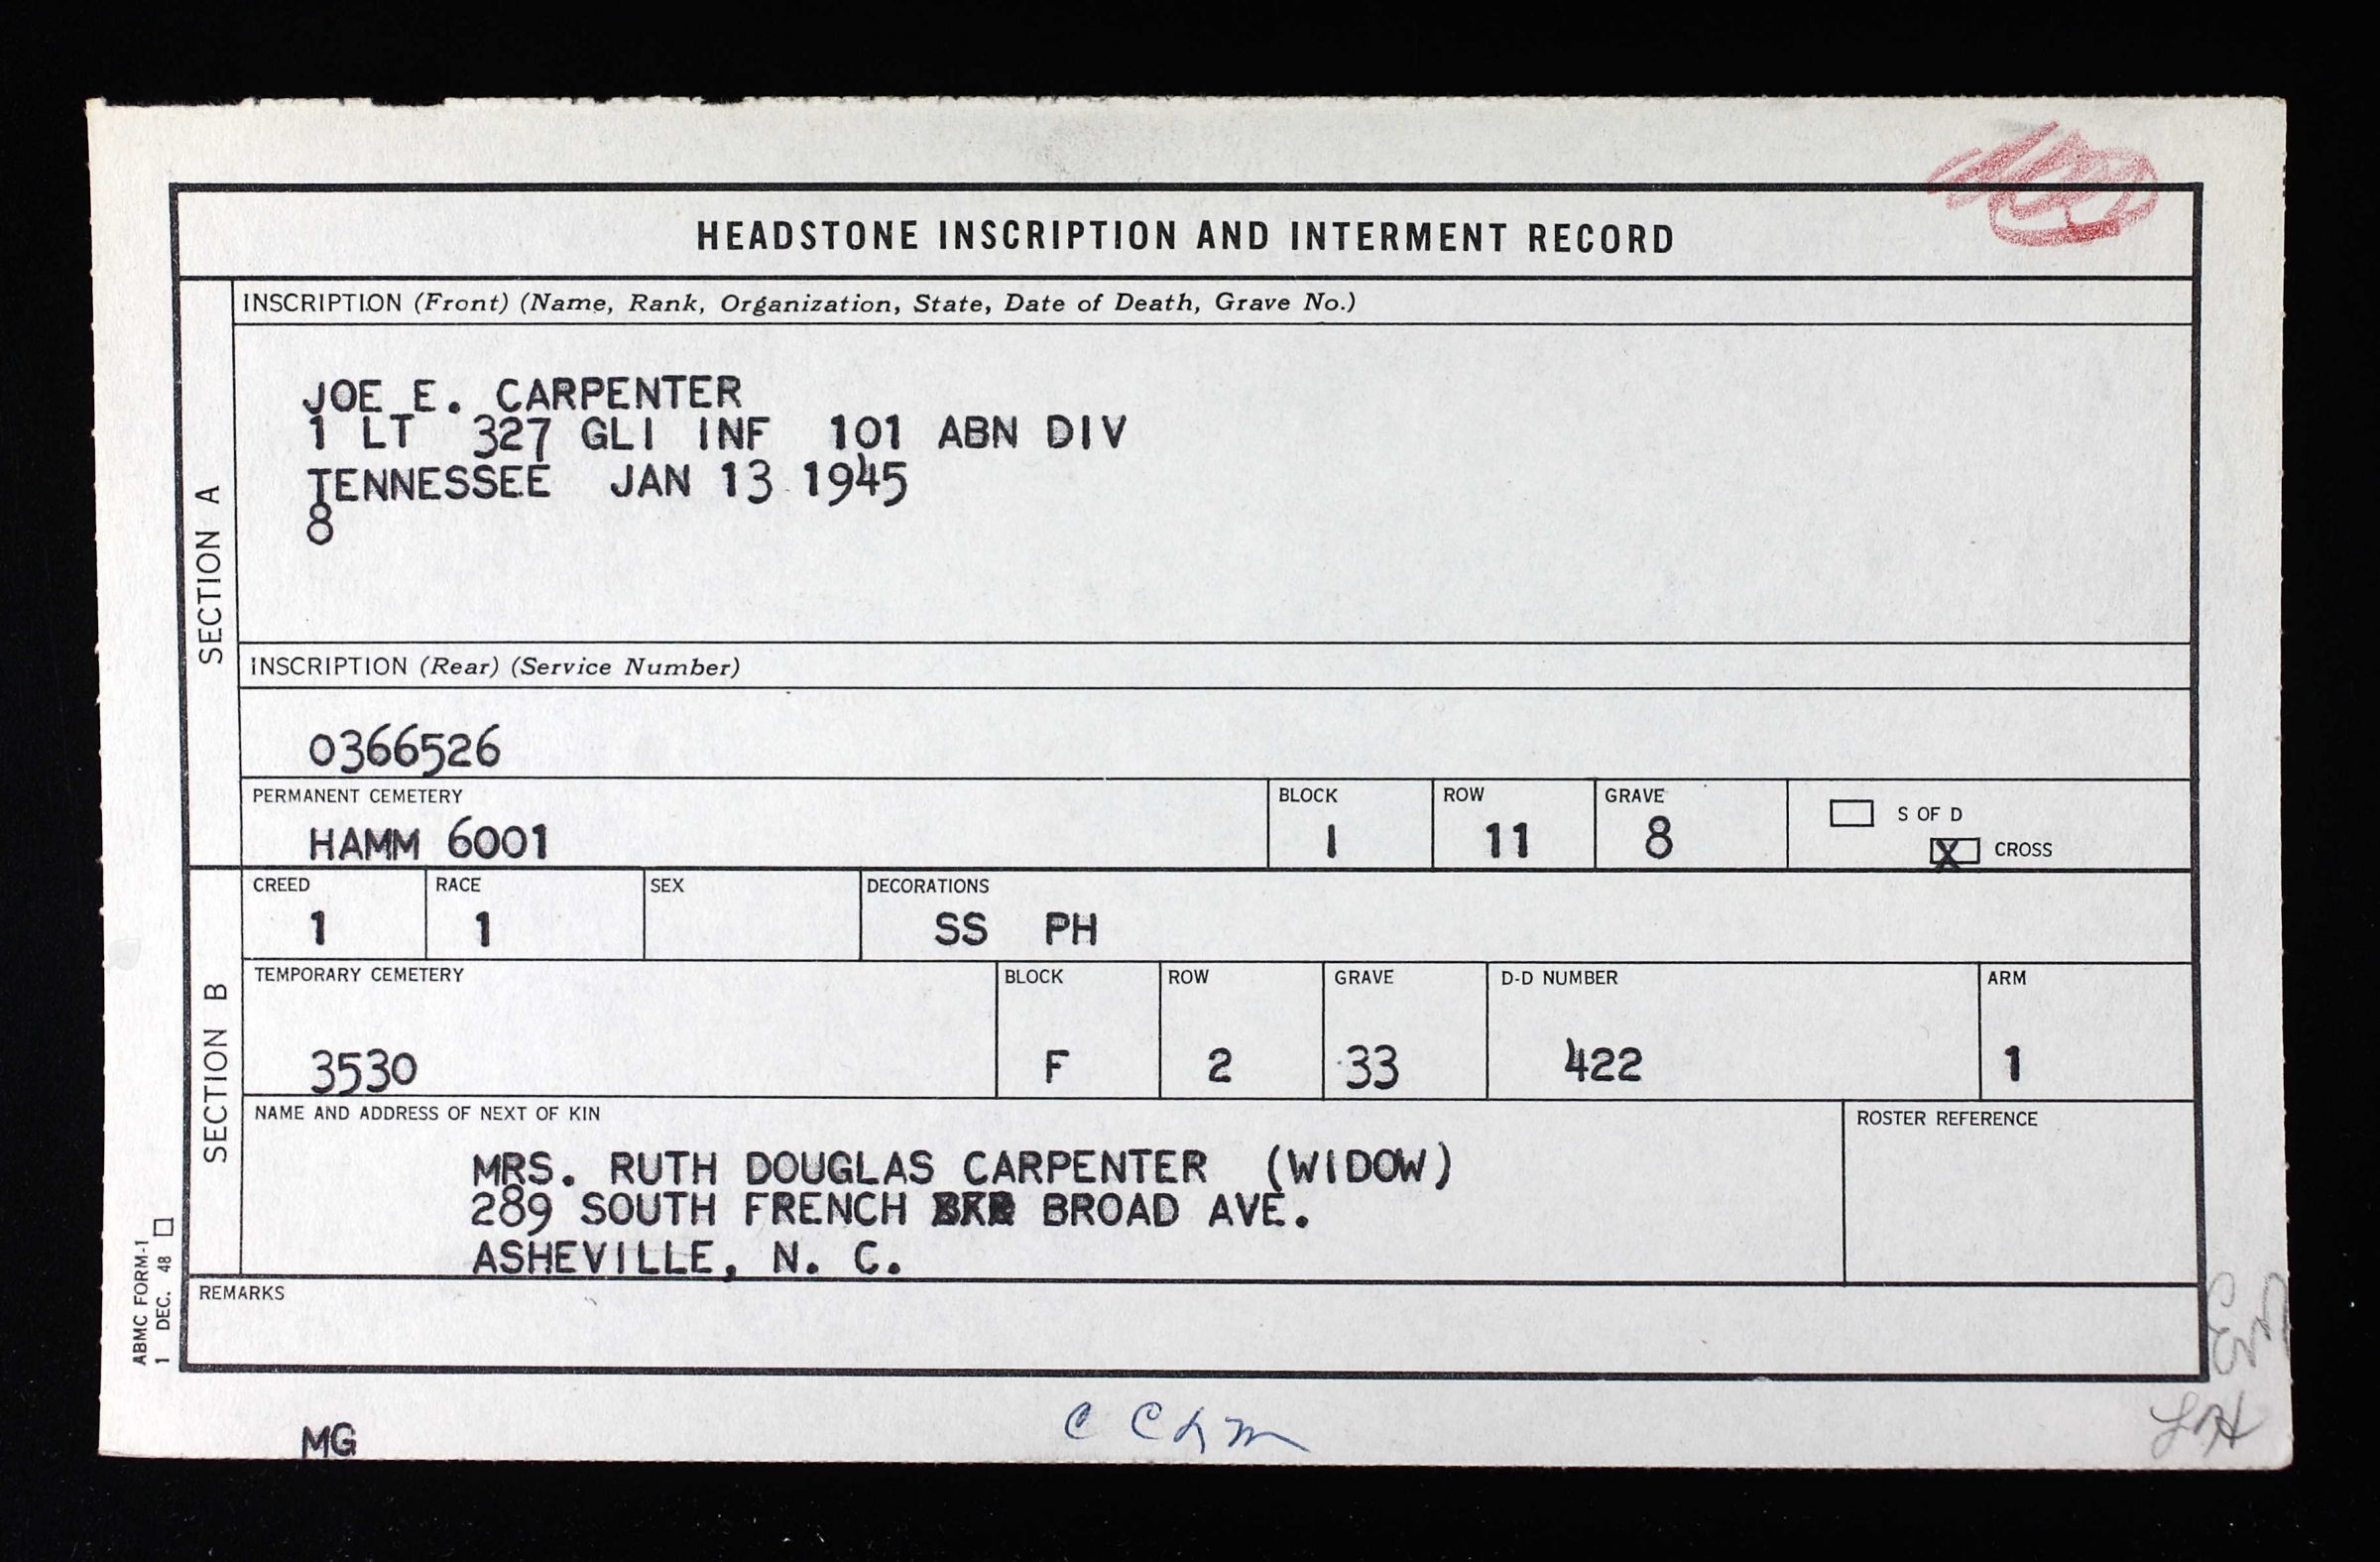 HEADSTONE INSCRIPTION AND INTERMENT RECORD
SECTION A
INSCRIPTION (Front) (Name, Rank, Organization, State, Date of Death, Grave No.)
JOE E. CARPENTER
1 LT 327 GLI INF 101 ABN DIV
TENNESSEE JAN 13 1945
8
INSCRIPTION (Rear) (Service Number)
0366526
PERMANENT CEMETERY BLOCK ROW GRAVE S OF D
HAMM 6001 I 11 8 X CROSS
SECTION B
CREED RACE SEX DECORATIONS
1 1 SS PH
TEMPORARY CEMETERY BLOCK ROW GRAVE D-D NUMBER ARM
3530 F 2 33 422 1
NAME AND ADDRESS OF NEXT OF KIN ROSTER REFERENCE
MRS. RUTH DOUGLAS CARPENTER (WIDOW)
289 SOUTH FRENCH BROAD AVE.
ASHEVILLE, N. C.
REMARKS
ABMC FORM-1
1 DEC. 48
MG